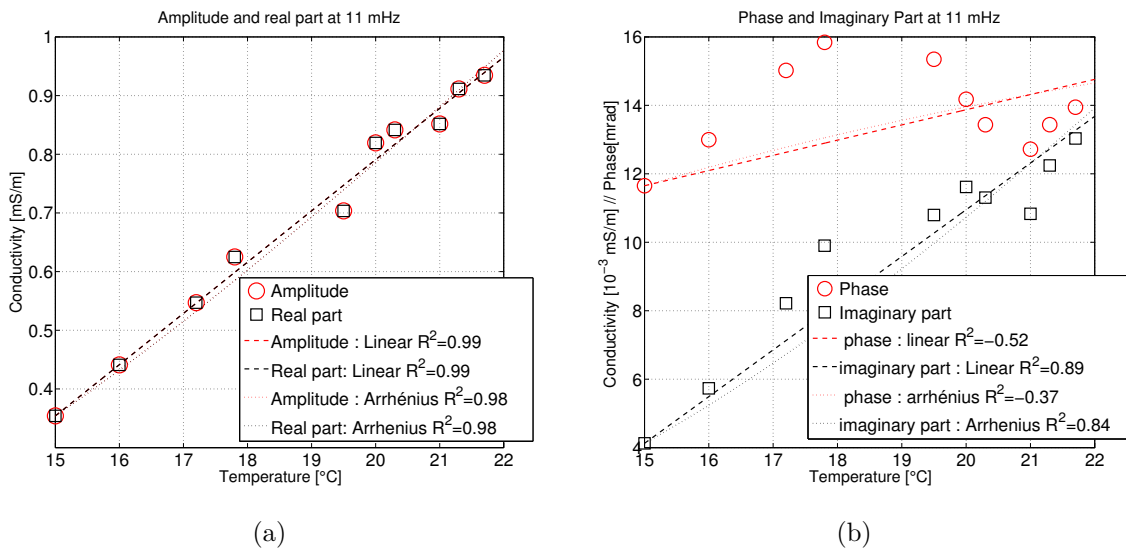 Amplitude and real part at 11 mHz
1
0.9
0.8
0.7
0.6
0.5
0.4
15 16 17 18 19 20 21 22
Conductivity [mS/m]
Temperature [°C]
Amplitude
Real part
Amplitude : Linear R²=0.99
Real part: Linear R²=0.99
Amplitude : Arrhénius R²=0.98
Real part: Arrhenius R²=0.98
(a)
Phase and Imaginary Part at 11 mHz
16
14
12
10
8
6
4
15 16 17 18 19 20 21 22
Conductivity [10⁻³ mS/m] // Phase[mrad]
Temperature [°C]
Phase
Imaginary part
phase : linear R²=−0.52
imaginary part : Linear R²=0.89
phase : arrhénius R²=−0.37
imaginary part : Arrhenius R²=0.84
(b)